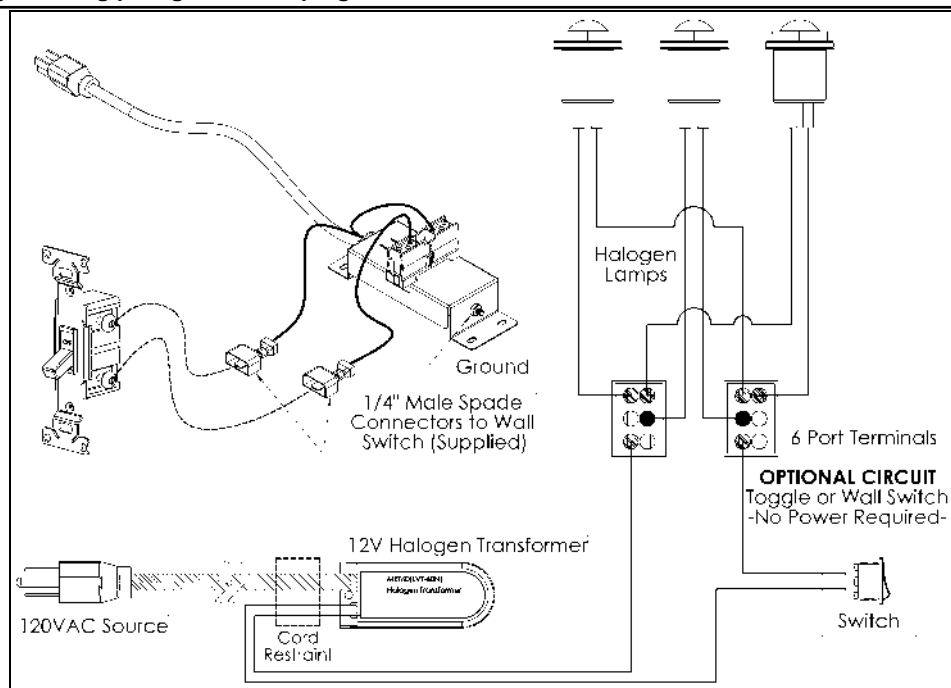 Halogen
Lamps
Ground
1/4" Male Spade
Connectors to Wall
Switch (Supplied)
6 Port Terminals
OPTIONAL CIRCUIT
Toggle or Wall Switch
-No Power Required-
12V Halogen Transformer
Halogen Transformer
120VAC Source
Cord
Restraint
Switch